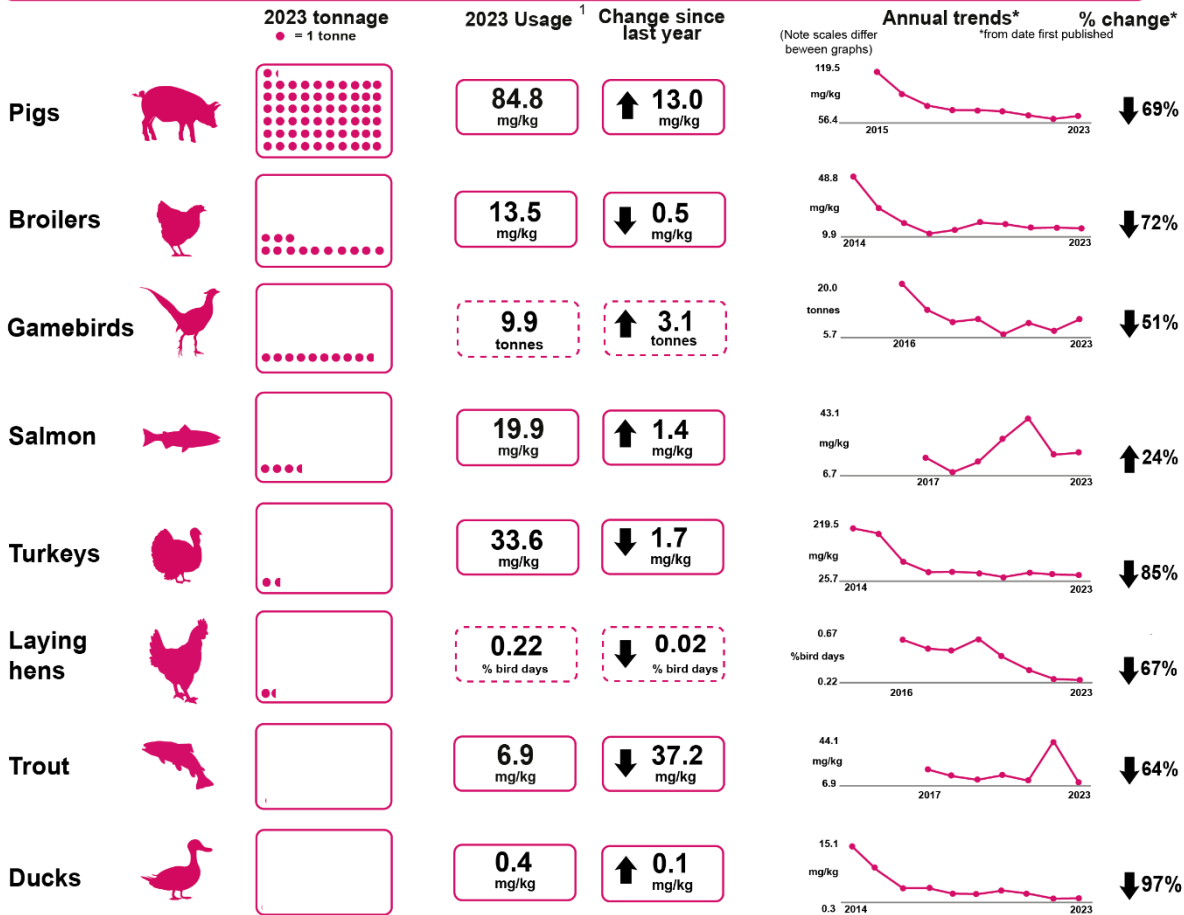 2023 tonnage
= 1 tonne
2023 Usage 1
Change since
last year
Annual trends*
(Note scales differ
beween graphs)
*from date first published
% change*
Pigs
84.8
mg/kg
13.0
mg/kg
119.5
mg/kg
56.4
2015
2023
69%
Broilers
13.5
mg/kg
0.5
mg/kg
48.8
mg/kg
9.9
2014
2023
72%
Gamebirds
9.9
tonnes
3.1
tonnes
20.0
tonnes
5.7
2016
2023
51%
Salmon
19.9
mg/kg
1.4
mg/kg
43.1
mg/kg
6.7
2017
2023
24%
Turkeys
33.6
mg/kg
1.7
mg/kg
219.5
mg/kg
25.7
2014
2023
85%
Laying
hens
0.22
% bird days
0.02
% bird days
0.67
%bird days
0.22
2016
2023
67%
Trout
6.9
mg/kg
37.2
mg/kg
44.1
mg/kg
6.9
2017
2023
64%
Ducks
0.4
mg/kg
0.1
mg/kg
15.1
mg/kg
0.3
2014
2023
97%